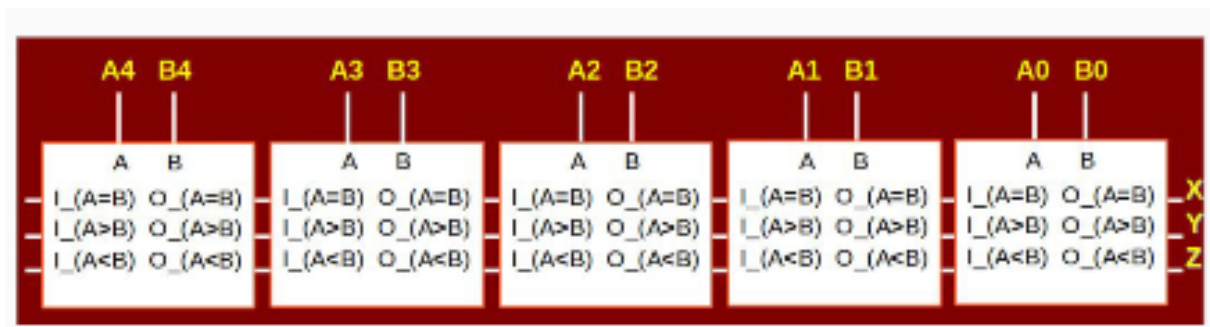 A4 B4 A3 B3 A2 B2 A1 B1 A0 B0
A B A B A B A B A B
I_(A=B) O_(A=B) I_(A=B) O_(A=B) I_(A=B) O_(A=B) I_(A=B) O_(A=B) I_(A=B) O_(A=B) X
I_(A>B) O_(A>B) I_(A>B) O_(A>B) I_(A>B) O_(A>B) I_(A>B) O_(A>B) I_(A>B) O_(A>B) Y
I_(A<B) O_(A<B) I_(A<B) O_(A<B) I_(A<B) O_(A<B) I_(A<B) O_(A<B) I_(A<B) O_(A<B) Z